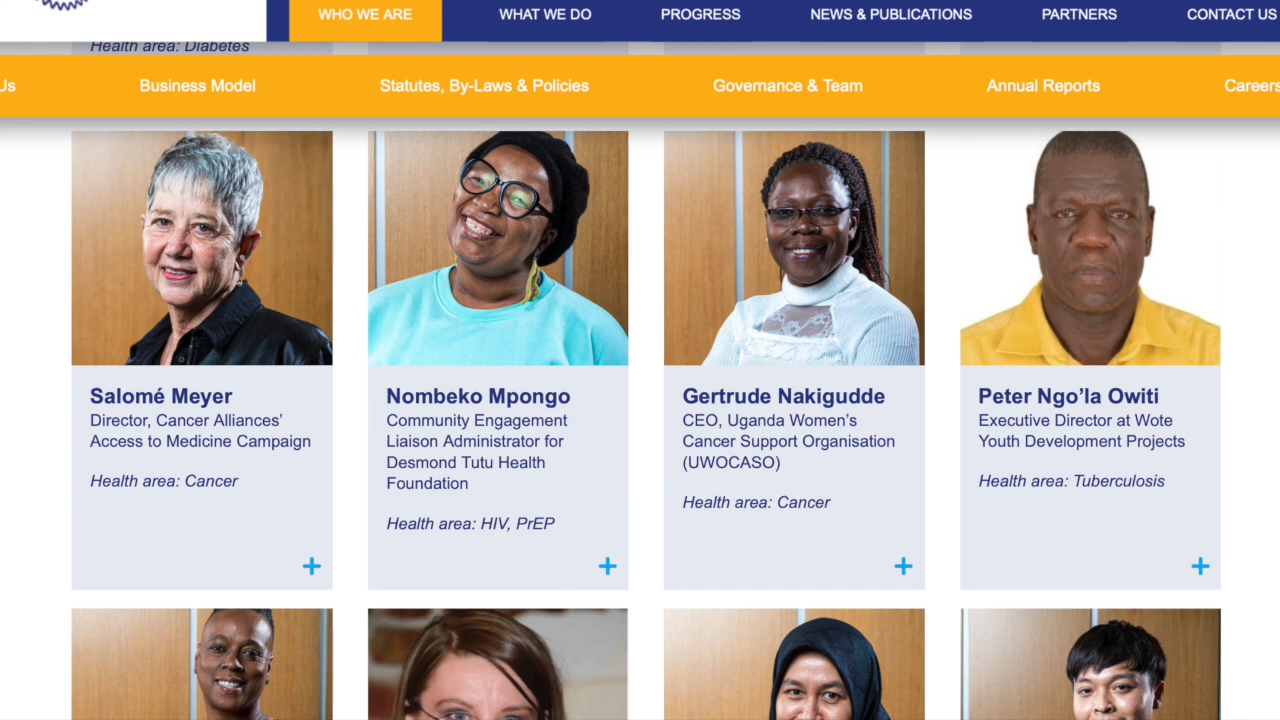 WHO WE ARE
WHAT WE DO
PROGRESS
NEWS & PUBLICATIONS
PARTNERS
CONTACT US
Health area: Diabetes
Us
Business Model
Statutes, By-Laws & Policies
Governance & Team
Annual Reports
Careers
Salomé Meyer
Director, Cancer Alliances’
Access to Medicine Campaign
Health area: Cancer
Nombeko Mpongo
Community Engagement
Liaison Administrator for
Desmond Tutu Health
Foundation
Health area: HIV, PrEP
Gertrude Nakigudde
CEO, Uganda Women’s
Cancer Support Organisation
(UWOCASO)
Health area: Cancer
Peter Ngo’la Owiti
Executive Director at Wote
Youth Development Projects
Health area: Tuberculosis